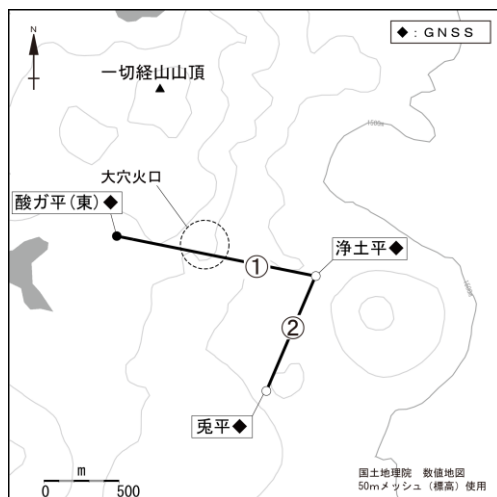 N
◆:GNSS
一切経山山頂
1500m
大穴火口
酸ガ平(東)◆
浄土平◆
①
②
兎平◆
m
0 500
国土地理院 数値地図
50mメッシュ(標高)使用